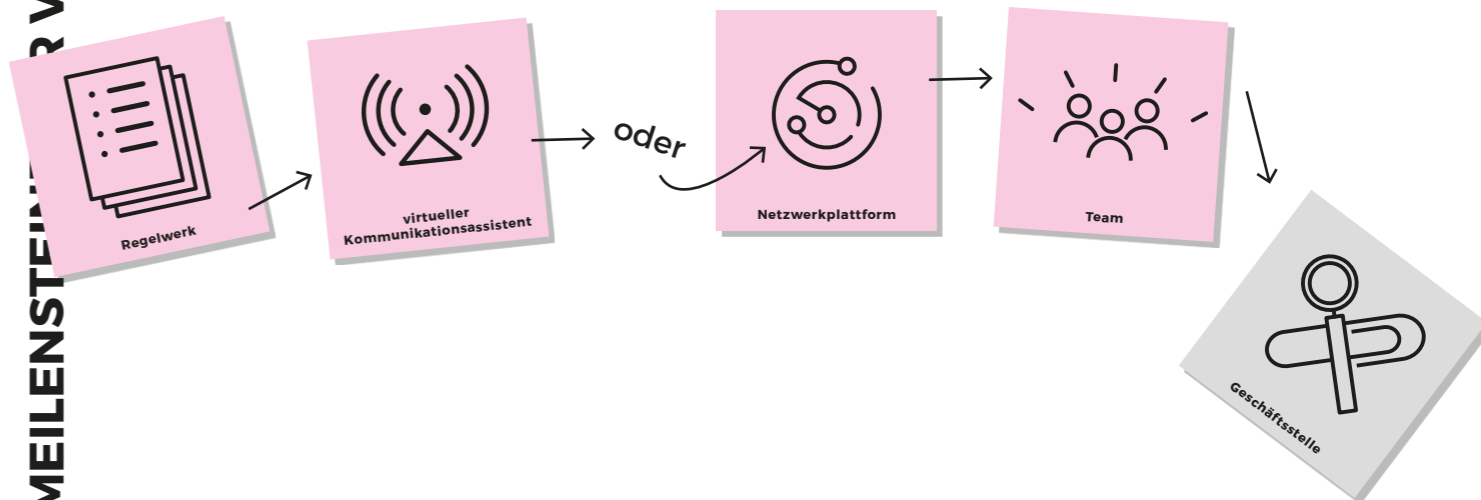 MEILENSTEINE
Regelwerk
virtueller
Kommunikationsassistent
oder
Netzwerkplattform
Team
Geschäftsstelle